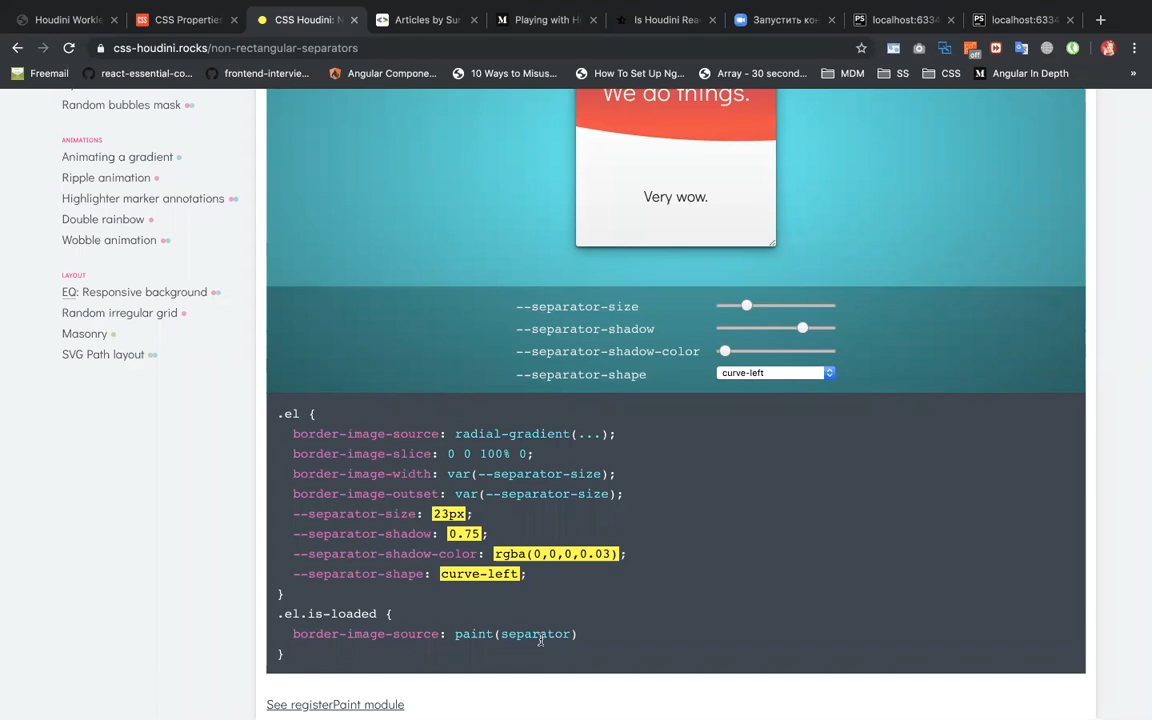 Houdini Workle
CSS Properties
CSS Houdini: N
Articles by Sur
Playing with H
Is Houdini Rea
Запустить кон
localhost:6334
localhost:6334
css-houdini.rocks/non-rectangular-separators
off
Freemail
react-essential-co...
frontend-intervie...
Angular Compone...
10 Ways to Misus...
How To Set Up Ng...
Array - 30 second...
MDM
SS
CSS
Angular In Depth
»
Random bubbles mask
ANIMATIONS
Animating a gradient
Ripple animation
Highlighter marker annotations
Double rainbow
Wobble animation
LAYOUT
EQ: Responsive background
Random irregular grid
Masonry
SVG Path layout
We do things.
Very wow.
--separator-size
--separator-shadow
--separator-shadow-color
--separator-shape
curve-left
.el {
border-image-source: radial-gradient(...);
border-image-slice: 0 0 100% 0;
border-image-width: var(--separator-size);
border-image-outset: var(--separator-size);
--separator-size: 23px;
--separator-shadow: 0.75;
--separator-shadow-color: rgba(0,0,0,0.03);
--separator-shape: curve-left;
}
.el.is-loaded {
border-image-source: paint(separator)
}
See registerPaint module